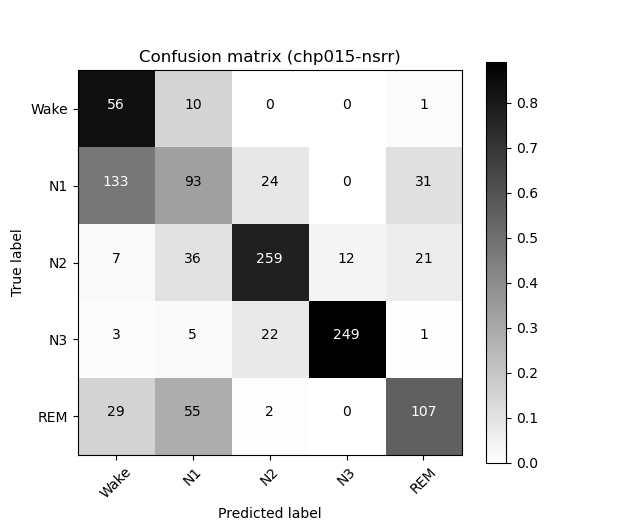 Confusion matrix (chp015-nsrr)
True label
Wake 56 10 0 0 1
N1 133 93 24 0 31
N2 7 36 259 12 21
N3 3 5 22 249 1
REM 29 55 2 0 107
Wake N1 N2 N3 REM
Predicted label
0.8
0.7
0.6
0.5
0.4
0.3
0.2
0.1
0.0